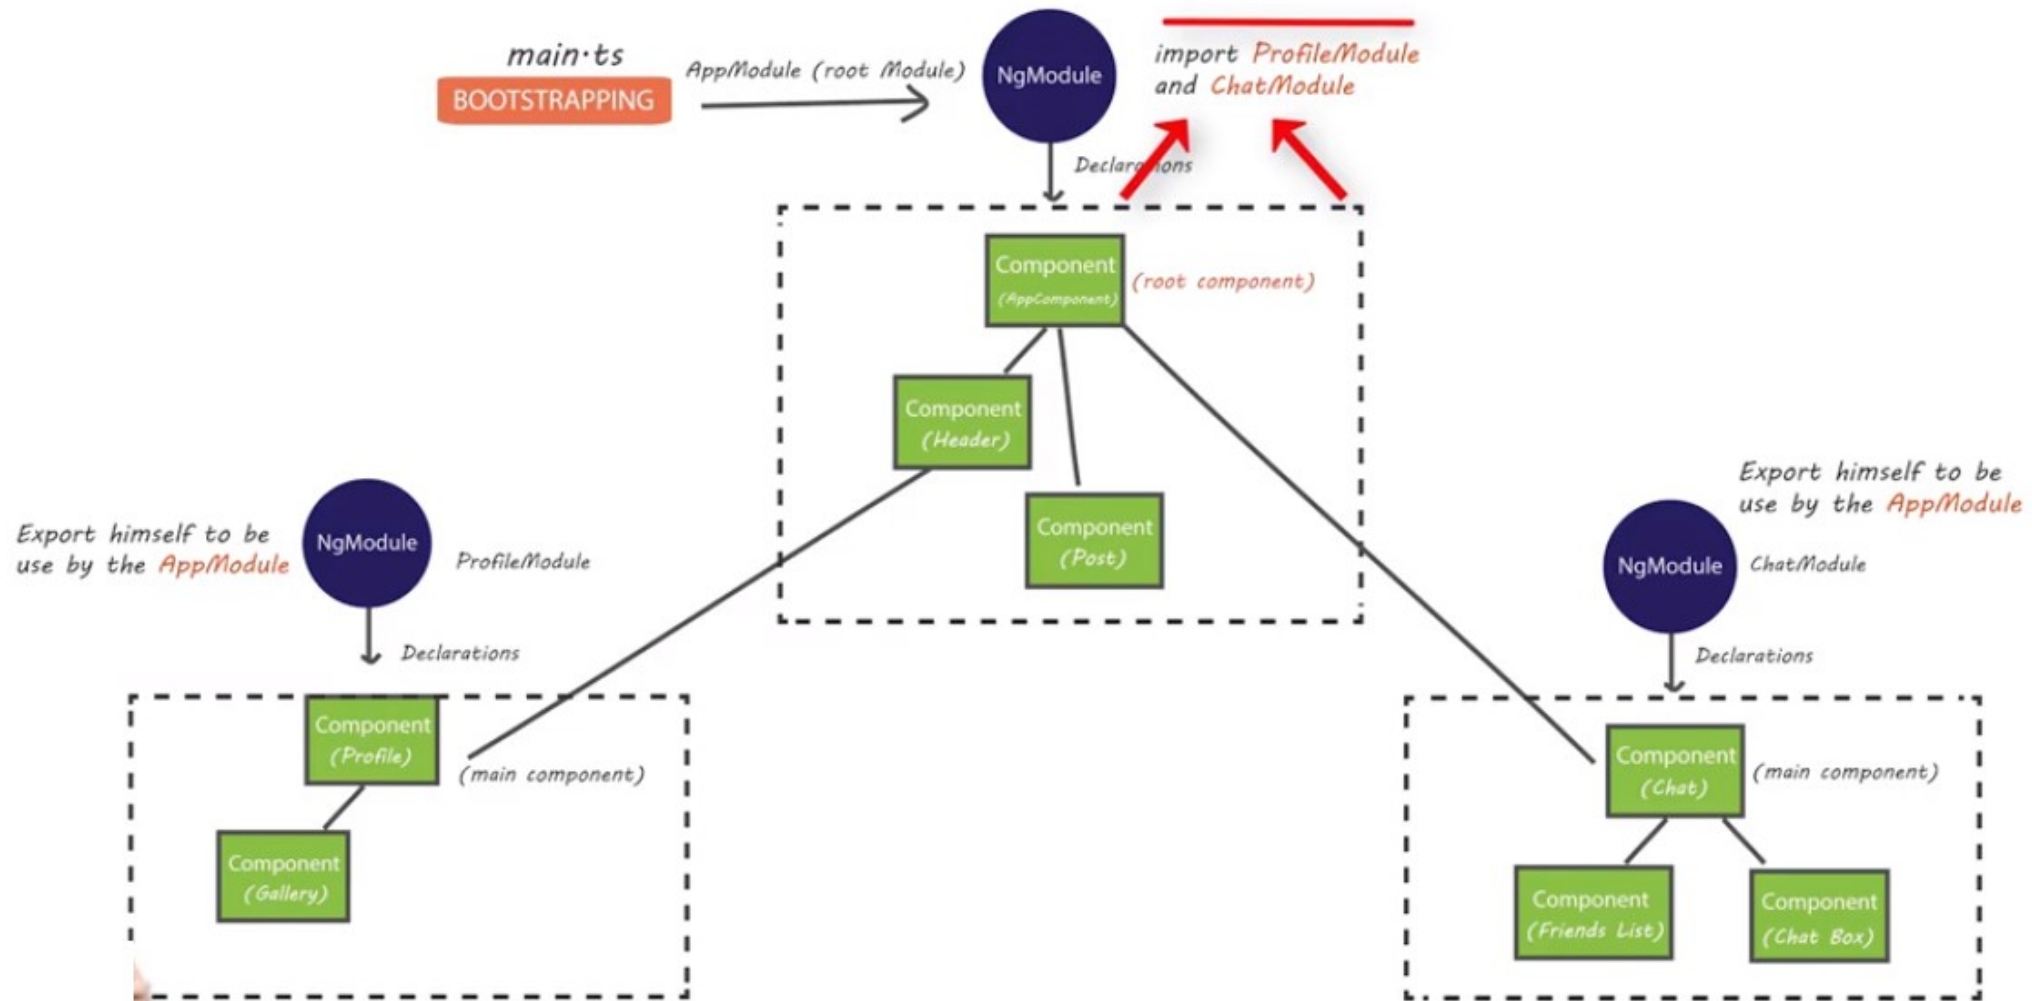 main.ts
BOOTSTRAPPING
AppModule (root Module)
NgModule
import ProfileModule
and ChatModule
Declarations
Component
(AppComponent)
(root component)
Component
(Header)
Component
(Post)
Export himself to be
use by the AppModule
NgModule
ProfileModule
Declarations
Component
(Profile)
(main component)
Component
(Gallery)
Export himself to be
use by the AppModule
NgModule
ChatModule
Declarations
Component
(Chat)
(main component)
Component
(Friends List)
Component
(Chat Box)